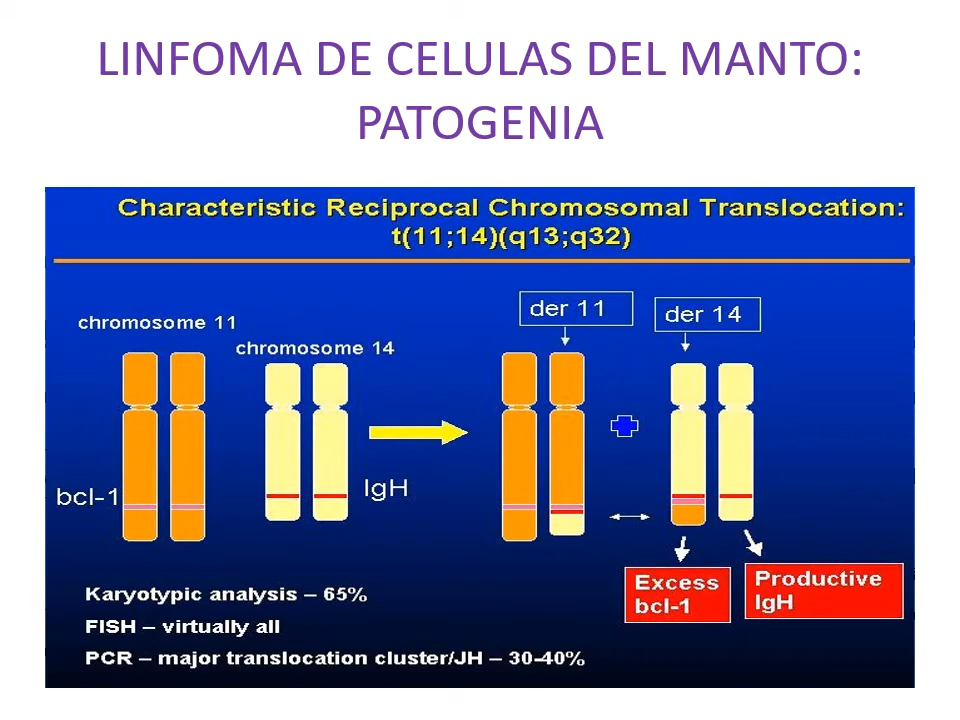 LINFOMA DE CELULAS DEL MANTO:
PATOGENIA
Characteristic Reciprocal Chromosomal Translocation:
t(11;14)(q13;q32)
chromosome 11
chromosome 14
der 11
der 14
bcl-1
IgH
Excess
bcl-1
Productive
IgH
Karyotypic analysis – 65%
FISH – virtually all
PCR – major translocation cluster/JH – 30-40%